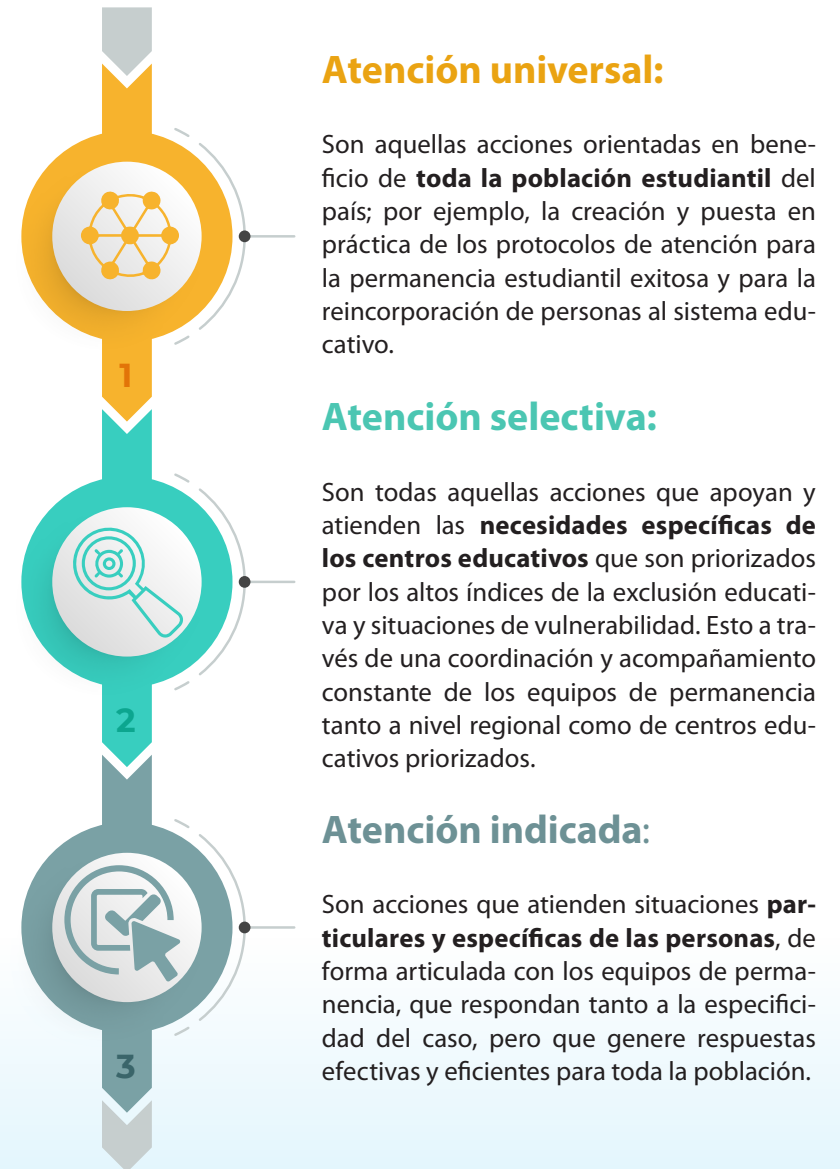 Atención universal:
Son aquellas acciones orientadas en bene-
ficio de toda la población estudiantil del
país; por ejemplo, la creación y puesta en
práctica de los protocolos de atención para
la permanencia estudiantil exitosa y para la
reincorporación de personas al sistema edu-
cativo.
1
Atención selectiva:
Son todas aquellas acciones que apoyan y
atienden las necesidades específicas de
los centros educativos que son priorizados
por los altos índices de la exclusión educati-
va y situaciones de vulnerabilidad. Esto a tra-
vés de una coordinación y acompañamiento
constante de los equipos de permanencia
tanto a nivel regional como de centros edu-
cativos priorizados.
2
Atención indicada:
Son acciones que atienden situaciones par-
ticulares y específicas de las personas, de
forma articulada con los equipos de perma-
nencia, que respondan tanto a la especifici-
dad del caso, pero que genere respuestas
efectivas y eficientes para toda la población.
3